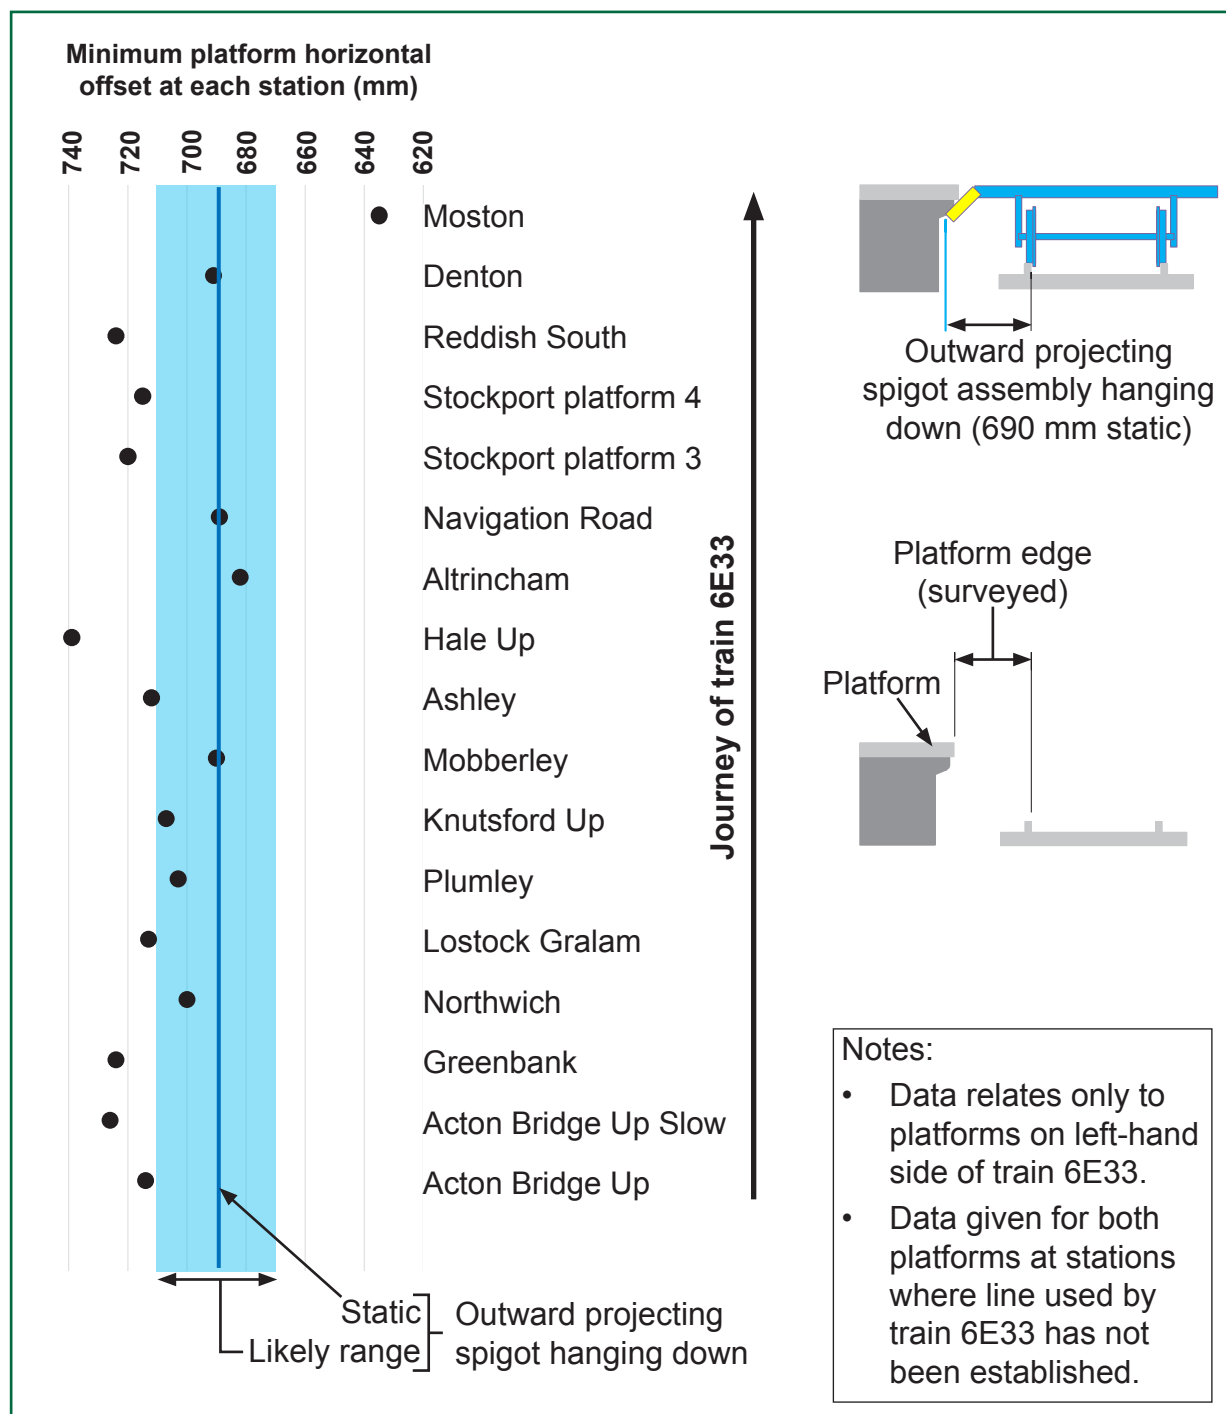 Minimum platform horizontal
offset at each station (mm)
740 720 700 680 660 640 620
Moston
Denton
Reddish South
Stockport platform 4
Stockport platform 3
Navigation Road
Altrincham
Hale Up
Ashley
Mobberley
Knutsford Up
Plumley
Lostock Gralam
Northwich
Greenbank
Acton Bridge Up Slow
Acton Bridge Up
Static
Likely range
Outward projecting
spigot hanging down
Journey of train 6E33
Outward projecting
spigot assembly hanging
down (690 mm static)
Platform edge
(surveyed)
Platform
Notes:
• Data relates only to
platforms on left-hand
side of train 6E33.
• Data given for both
platforms at stations
where line used by
train 6E33 has not
been established.